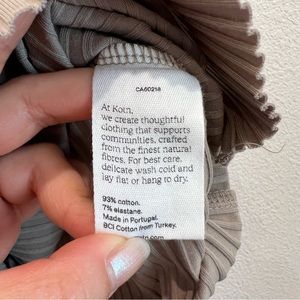 CA60218
At Kotn,
we create thoughtful
clothing that supports
communities, crafted
from the finest natural
fibres. For best care,
delicate wash cold and
lay flat or hang to dry.
93% cotton.
7% elastane.
Made in Portugal.
BCI Cotton from Turkey.